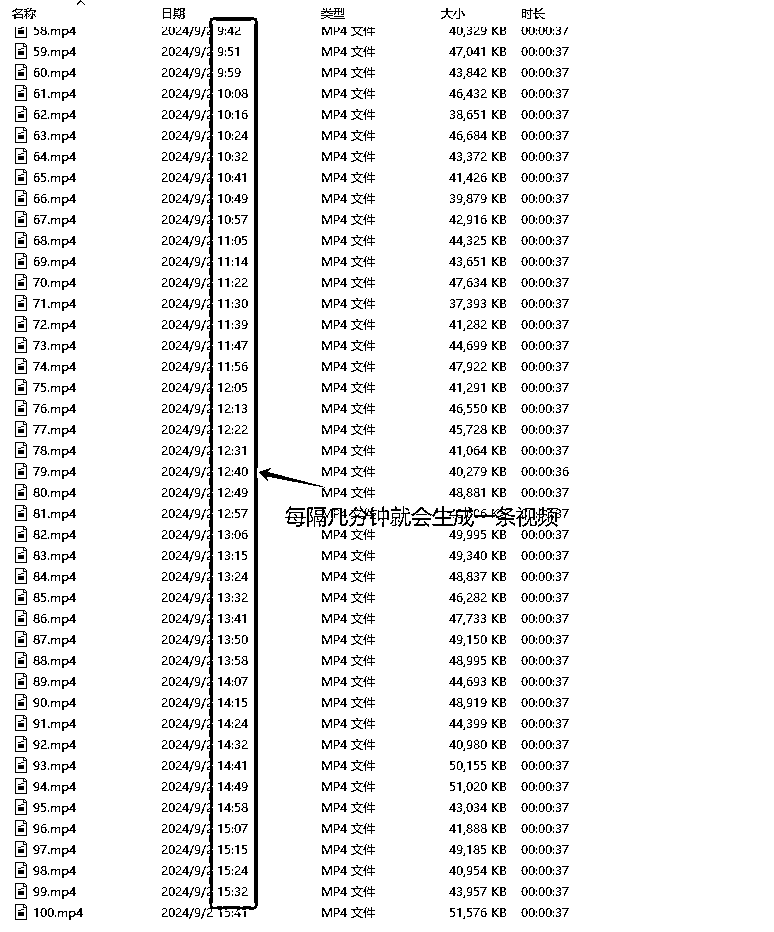 名称 日期 类型 大小 时长
58.mp4 2024/9/2 9:42 MP4 文件 40,329 KB 00:00:37
59.mp4 2024/9/2 9:51 MP4 文件 47,041 KB 00:00:37
60.mp4 2024/9/2 9:59 MP4 文件 43,842 KB 00:00:37
61.mp4 2024/9/2 10:08 MP4 文件 46,432 KB 00:00:37
62.mp4 2024/9/2 10:16 MP4 文件 38,651 KB 00:00:37
63.mp4 2024/9/2 10:24 MP4 文件 46,684 KB 00:00:37
64.mp4 2024/9/2 10:32 MP4 文件 43,372 KB 00:00:37
65.mp4 2024/9/2 10:41 MP4 文件 41,426 KB 00:00:37
66.mp4 2024/9/2 10:49 MP4 文件 39,879 KB 00:00:37
67.mp4 2024/9/2 10:57 MP4 文件 42,916 KB 00:00:37
68.mp4 2024/9/2 11:05 MP4 文件 44,325 KB 00:00:37
69.mp4 2024/9/2 11:14 MP4 文件 43,651 KB 00:00:37
70.mp4 2024/9/2 11:22 MP4 文件 47,634 KB 00:00:37
71.mp4 2024/9/2 11:30 MP4 文件 37,393 KB 00:00:37
72.mp4 2024/9/2 11:39 MP4 文件 41,282 KB 00:00:37
73.mp4 2024/9/2 11:47 MP4 文件 44,699 KB 00:00:37
74.mp4 2024/9/2 11:56 MP4 文件 47,922 KB 00:00:37
75.mp4 2024/9/2 12:05 MP4 文件 41,291 KB 00:00:37
76.mp4 2024/9/2 12:13 MP4 文件 46,550 KB 00:00:37
77.mp4 2024/9/2 12:22 MP4 文件 45,728 KB 00:00:37
78.mp4 2024/9/2 12:31 MP4 文件 41,064 KB 00:00:37
79.mp4 2024/9/2 12:40 MP4 文件 40,279 KB 00:00:36
80.mp4 2024/9/2 12:49 MP4 文件 48,881 KB 00:00:37
81.mp4 2024/9/2 12:57
每隔几分钟就会生成一条视频
82.mp4 2024/9/2 13:06 MP4 文件 49,995 KB 00:00:37
83.mp4 2024/9/2 13:15 MP4 文件 49,340 KB 00:00:37
84.mp4 2024/9/2 13:24 MP4 文件 48,837 KB 00:00:37
85.mp4 2024/9/2 13:32 MP4 文件 46,282 KB 00:00:37
86.mp4 2024/9/2 13:41 MP4 文件 47,733 KB 00:00:37
87.mp4 2024/9/2 13:50 MP4 文件 49,150 KB 00:00:37
88.mp4 2024/9/2 13:58 MP4 文件 48,995 KB 00:00:37
89.mp4 2024/9/2 14:07 MP4 文件 44,693 KB 00:00:37
90.mp4 2024/9/2 14:15 MP4 文件 48,919 KB 00:00:37
91.mp4 2024/9/2 14:24 MP4 文件 44,399 KB 00:00:37
92.mp4 2024/9/2 14:32 MP4 文件 40,980 KB 00:00:37
93.mp4 2024/9/2 14:41 MP4 文件 50,155 KB 00:00:37
94.mp4 2024/9/2 14:49 MP4 文件 51,020 KB 00:00:37
95.mp4 2024/9/2 14:58 MP4 文件 43,034 KB 00:00:37
96.mp4 2024/9/2 15:07 MP4 文件 41,888 KB 00:00:37
97.mp4 2024/9/2 15:15 MP4 文件 49,185 KB 00:00:37
98.mp4 2024/9/2 15:24 MP4 文件 40,954 KB 00:00:37
99.mp4 2024/9/2 15:32 MP4 文件 43,957 KB 00:00:37
100.mp4 2024/9/2 15:41 MP4 文件 51,576 KB 00:00:37